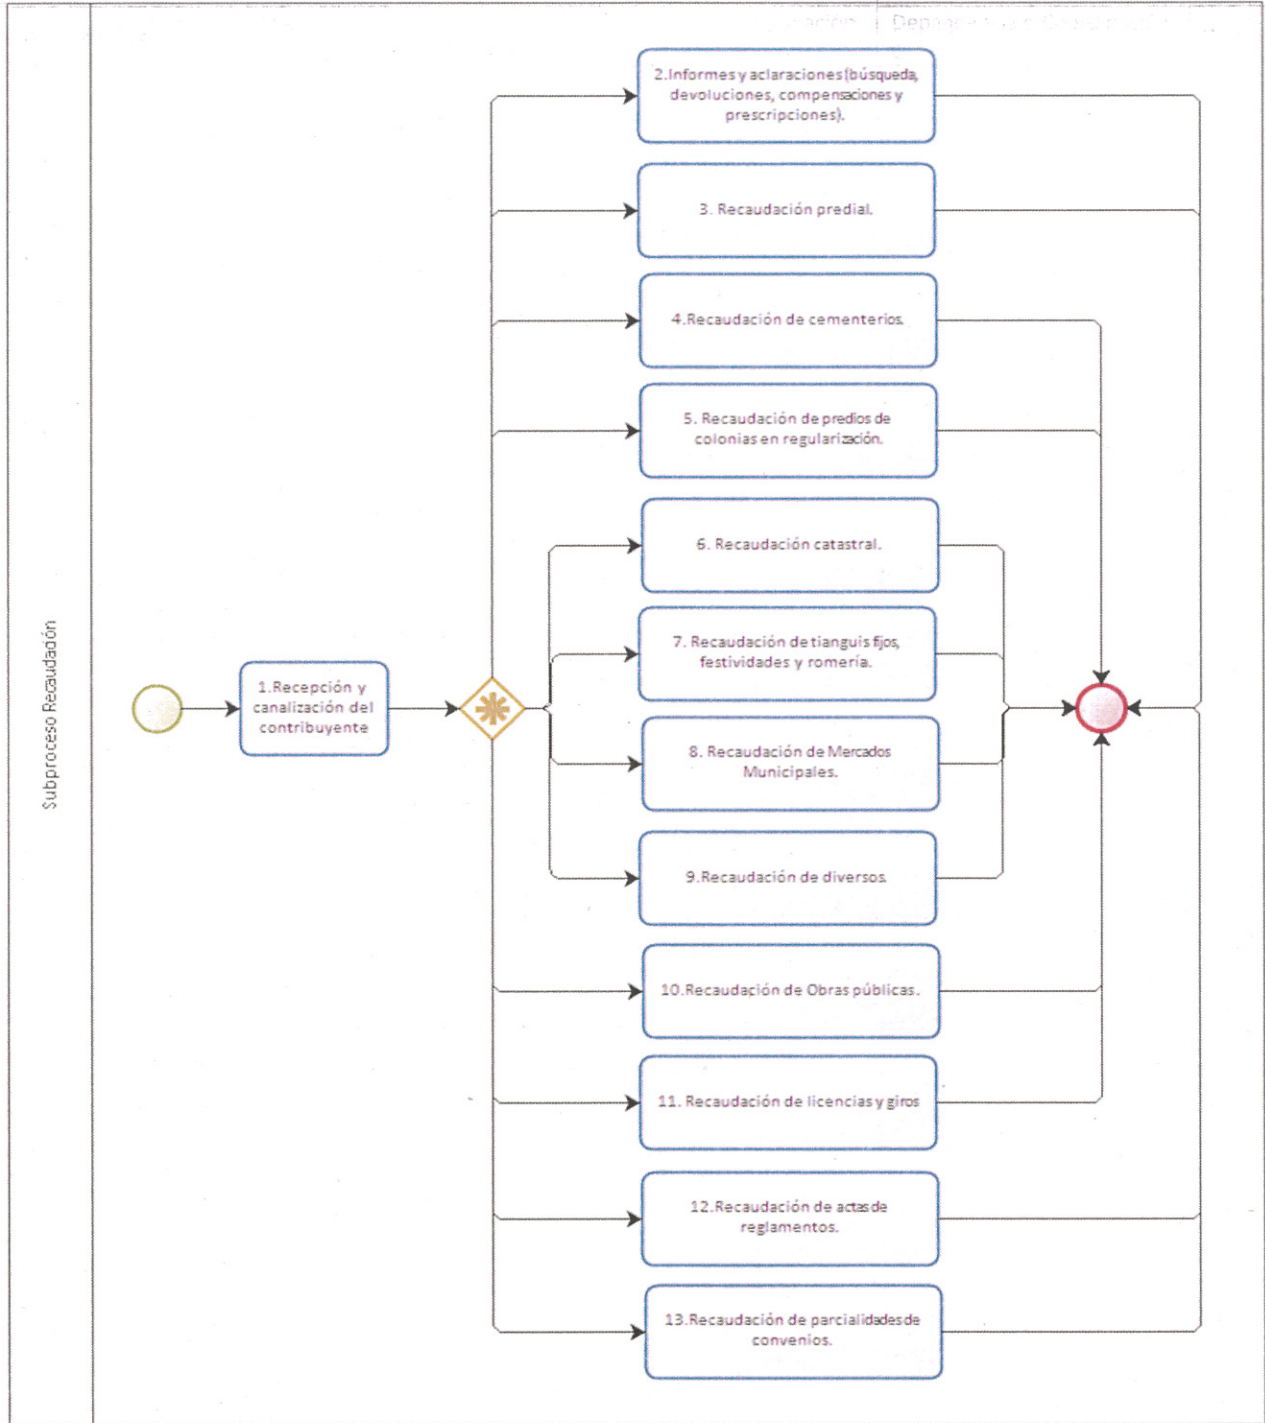 2.Informes y aclaraciones (búsqueda,
devoluciones, compensaciones y
prescripciones).
3. Recaudación predial.
4.Recaudación de cementerios.
5. Recaudación de predios de
colonias en regularización.
6. Recaudación catastral.
7. Recaudación de tianguis fijos,
festividades y romería.
Subproceso Recaudación
1.Recepción y
canalización del
contribuyente
8. Recaudación de Mercados
Municipales.
9.Recaudación de diversos.
10.Recaudación de Obras públicas.
11. Recaudación de licencias y giros
12.Recaudación de actas de
reglamentos.
13.Recaudación de parcialidades de
convenios.